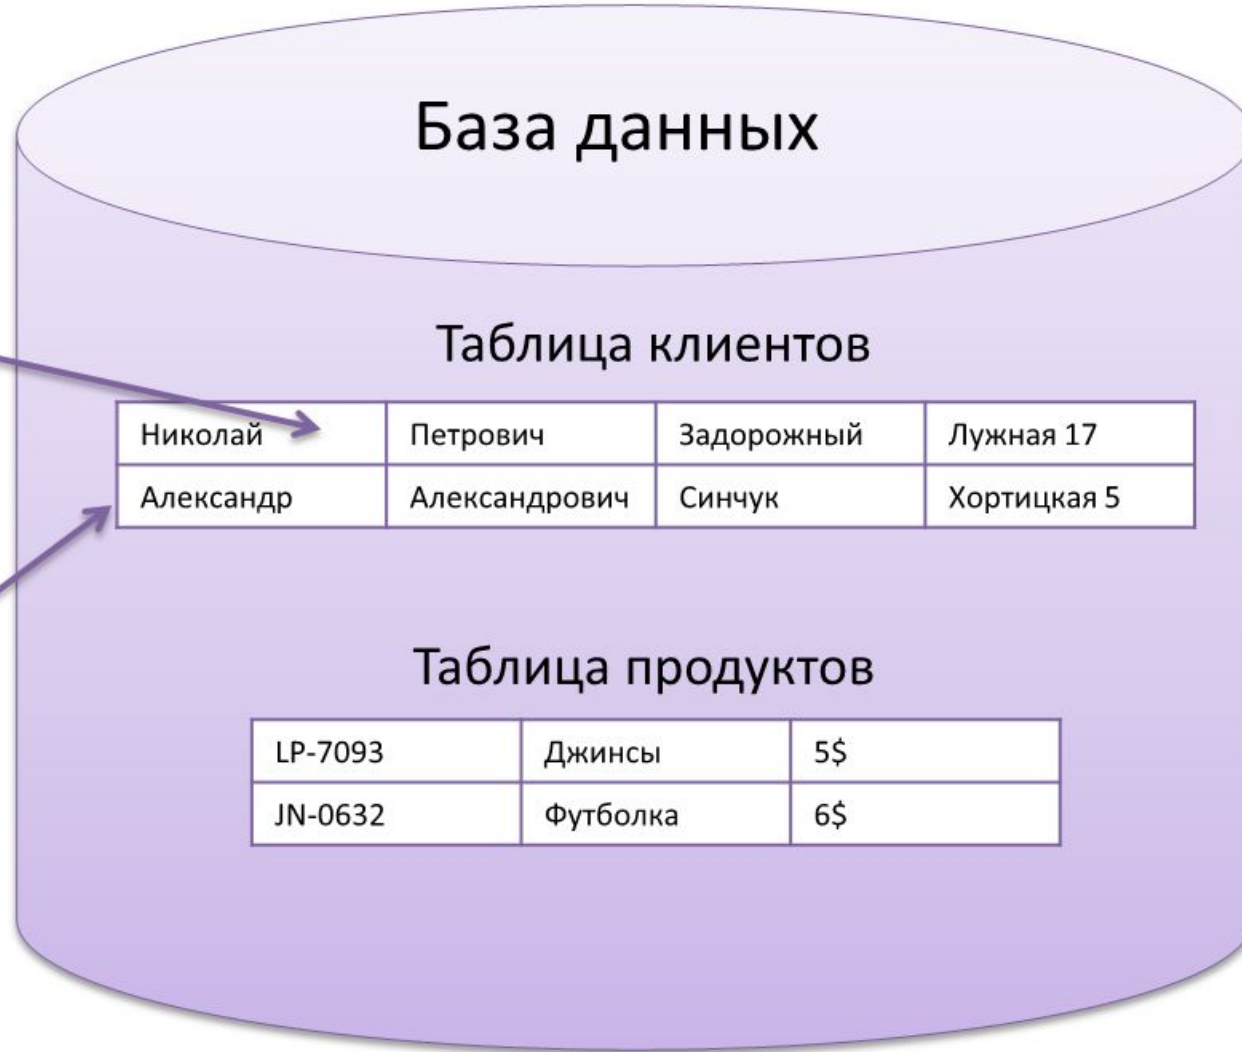 База данных
Таблица клиентов
Николай Петрович Задорожный Лужная 17
Александр Александрович Синчук Хортицкая 5
Таблица продуктов
LP-7093 Джинсы 5$
JN-0632 Футболка 6$